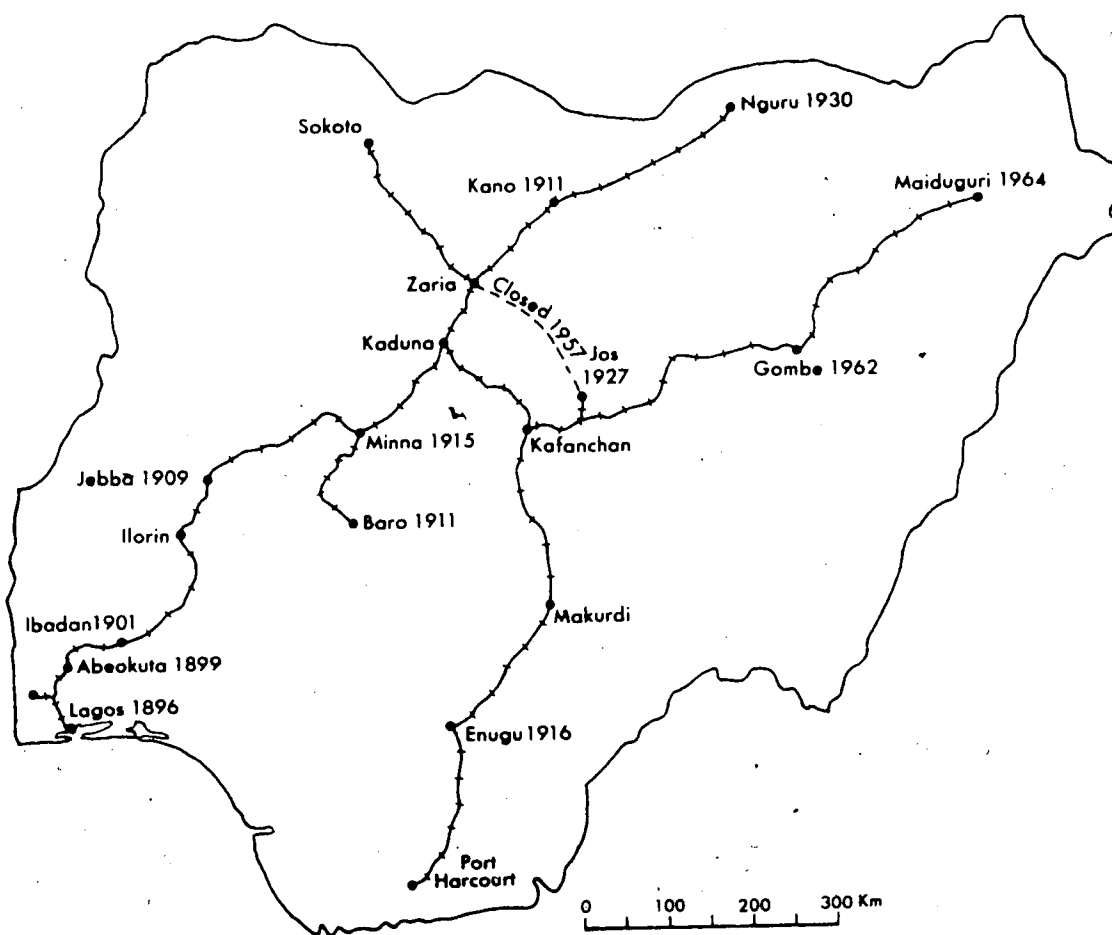 Nguru 1930
Sokoto
Kano 1911
Maiduguri 1964
Zaria
Closed 1957
Kaduna
Jos
1927
Gombe 1962
Minna 1915
Kafanchan
Jebba 1909
Baro 1911
Ilorin
Ibadan 1901
Makurdi
Abeokuta 1899
Lagos 1896
Enugu 1916
Port
Harcourt
0 100 200 300 Km